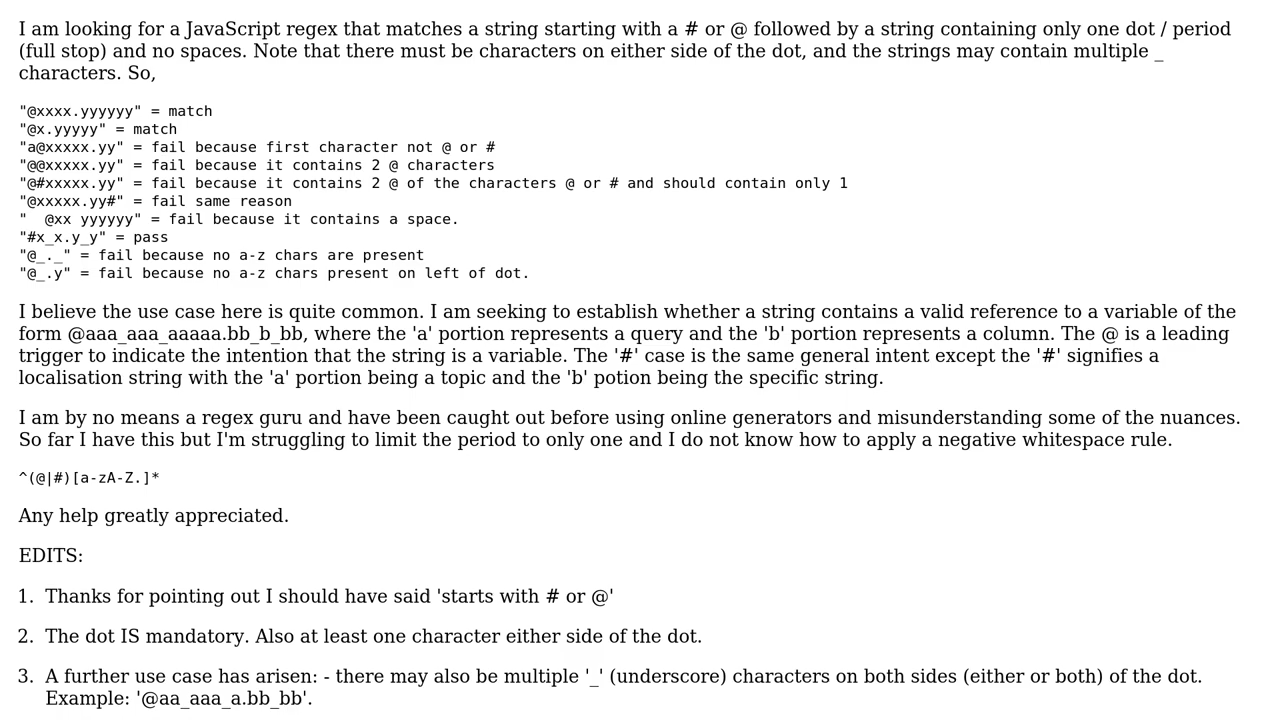 I am looking for a JavaScript regex that matches a string starting with a # or @ followed by a string containing only one dot / period
(full stop) and no spaces. Note that there must be characters on either side of the dot, and the strings may contain multiple _
characters. So,
"@xxxx.yyyyyy" = match
"@x.yyyyy" = match
"a@xxxxx.yy" = fail because first character not @ or #
"@@xxxxx.yy" = fail because it contains 2 @ characters
"@#xxxxx.yy" = fail because it contains 2 @ of the characters @ or # and should contain only 1
"@xxxxx.yy#" = fail same reason
"  @xx yyyyyy" = fail because it contains a space.
"#x_x.y_y" = pass
"@_._" = fail because no a-z chars are present
"@_.y" = fail because no a-z chars present on left of dot.
I believe the use case here is quite common. I am seeking to establish whether a string contains a valid reference to a variable of the
form @aaa_aaa_aaaaa.bb_b_bb, where the 'a' portion represents a query and the 'b' portion represents a column. The @ is a leading
trigger to indicate the intention that the string is a variable. The '#' case is the same general intent except the '#' signifies a
localisation string with the 'a' portion being a topic and the 'b' potion being the specific string.
I am by no means a regex guru and have been caught out before using online generators and misunderstanding some of the nuances.
So far I have this but I'm struggling to limit the period to only one and I do not know how to apply a negative whitespace rule.
^(@|#)[a-zA-Z.]*
Any help greatly appreciated.
EDITS:
1. Thanks for pointing out I should have said 'starts with # or @'
2. The dot IS mandatory. Also at least one character either side of the dot.
3. A further use case has arisen: - there may also be multiple '_' (underscore) characters on both sides (either or both) of the dot.
Example: '@aa_aaa_a.bb_bb'.